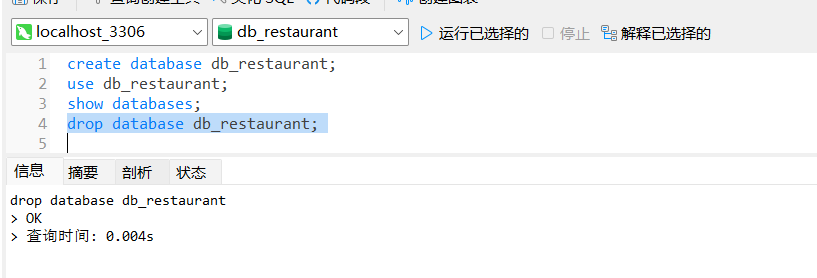 localhost_3306 db_restaurant 运行已选择的 停止 解释已选择的
1 create database db_restaurant;
2 use db_restaurant;
3 show databases;
4 drop database db_restaurant;
5
信息 摘要 剖析 状态
drop database db_restaurant
> OK
> 查询时间: 0.004s